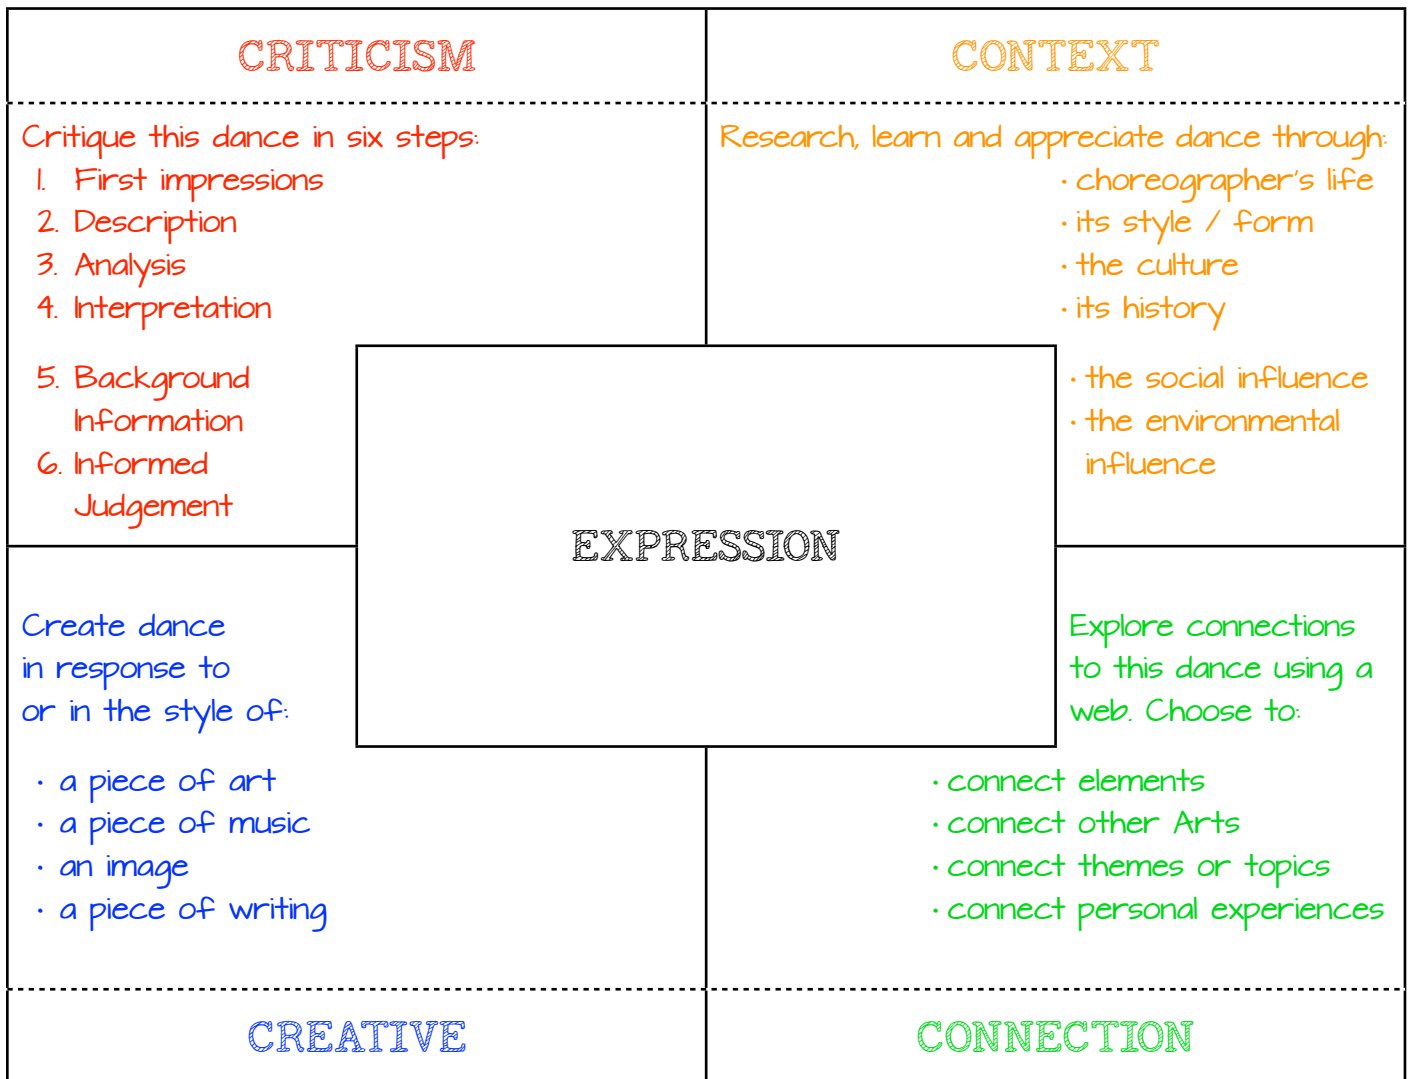 CRITICISM
Critique this dance in six steps:
1. First impressions
2. Description
3. Analysis
4. Interpretation
5. Background
Information
6. Informed
Judgement
CONTEXT
Research, learn and appreciate dance through:
• choreographer's life
• its style / form
• the culture
• its history
• the social influence
• the environmental
influence
EXPRESSION
Create dance
in response to
or in the style of:
• a piece of art
• a piece of music
• an image
• a piece of writing
CREATIVE
Explore connections
to this dance using a
web. Choose to:
• connect elements
• connect other Arts
• connect themes or topics
• connect personal experiences
CONNECTION